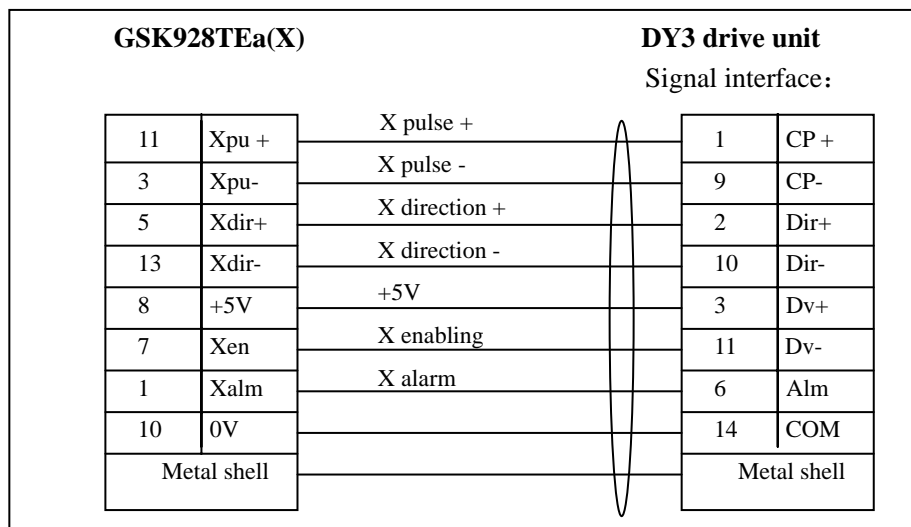 GSK928TEa(X) DY3 drive unit
Signal interface：
11 Xpu + X pulse + 1 CP +
3 Xpu- X pulse - 9 CP-
5 Xdir+ X direction + 2 Dir+
13 Xdir- X direction - 10 Dir-
8 +5V +5V 3 Dv+
7 Xen X enabling 11 Dv-
1 Xalm X alarm 6 Alm
10 0V 14 COM
Metal shell Metal shell